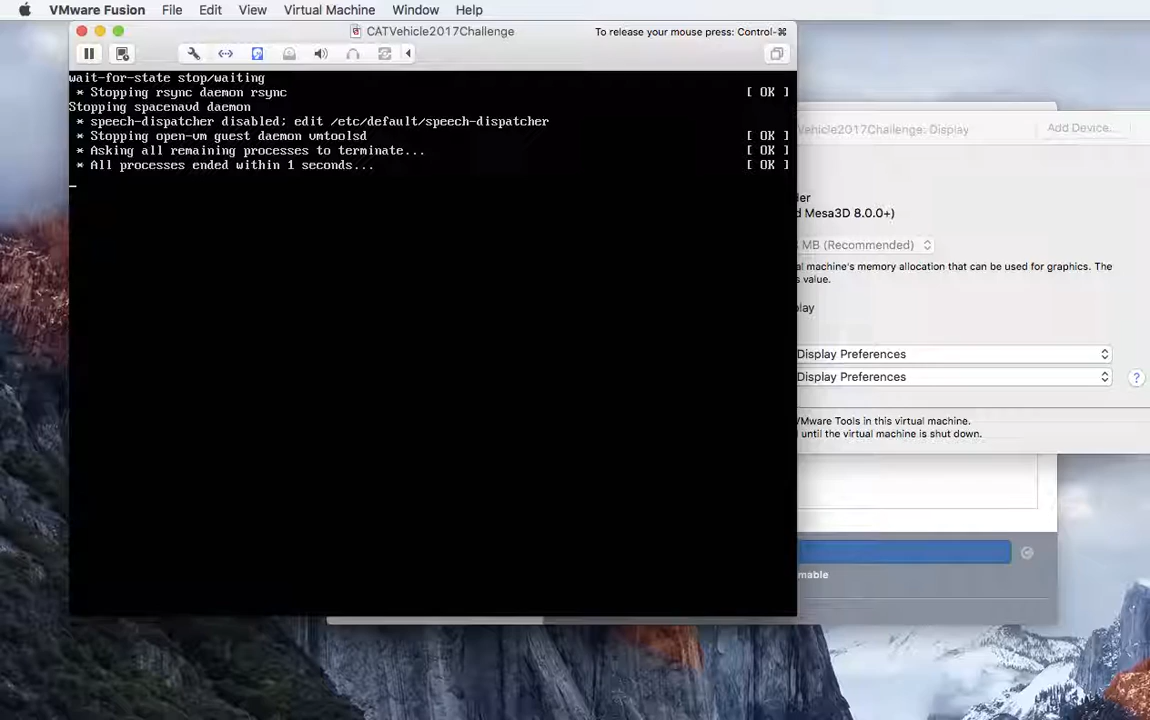 VMware Fusion File Edit View Virtual Machine Window Help
CATVehicle2017Challenge To release your mouse press: Control-⌘
wait-for-state stop/waiting
* Stopping rsync daemon rsync [ OK ]
Stopping spacenavd daemon
* speech-dispatcher disabled; edit /etc/default/speech-dispatcher
* Stopping open-vm guest daemon vmtoolsd [ OK ]
* Asking all remaining processes to terminate... [ OK ]
* All processes ended within 1 seconds... [ OK ]
_
ehicle2017Challenge: Display Add Device...
ler
d Mesa3D 8.0.0+)
MB (Recommended)
al machine's memory allocation that can be used for graphics. The
s value.
play
Display Preferences
Display Preferences ?
VMware Tools in this virtual machine.
until the virtual machine is shut down.
mable